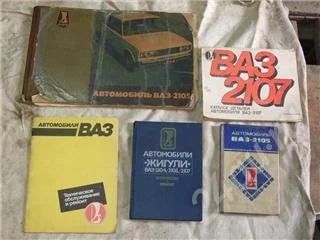 АВТОМОБИЛЬ ВАЗ-2105
ВАЗ
2107
КАТАЛОГ ДЕТАЛЕЙ
АВТОМОБИЛЯ ВАЗ-2107
АВТОМОБИЛИ
ВАЗ
Техническое
обслуживание
и ремонт
АВТОМОБИЛИ
«ЖИГУЛИ»
ВАЗ-2104, -2105, -2107
АВТОМОБИЛЬ
ВАЗ-2105